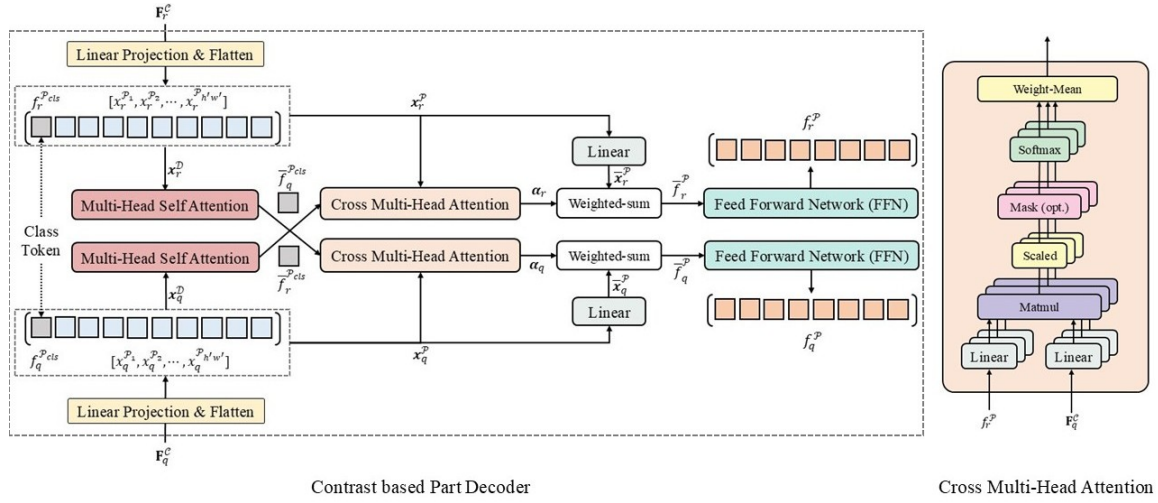 F_r^C
Linear Projection & Flatten
f_r^{P_cls} [x_r^{P_1}, x_r^{P_2}, ⋯, x_r^{P_h'w'}]
x_r^P
x_r^D
Linear
f_r^P
f̄_q^{P_cls}
x̄_r^P
Multi-Head Self Attention
Cross Multi-Head Attention
α_r
Weighted-sum
f̄_r^P
Feed Forward Network (FFN)
Class
Token
Multi-Head Self Attention
Cross Multi-Head Attention
α_q
Weighted-sum
f̄_q^P
Feed Forward Network (FFN)
f̄_r^{P_cls}
x̄_q^P
x_q^D
Linear
f_q^P
f_q^{P_cls} [x_q^{P_1}, x_q^{P_2}, ⋯, x_q^{P_h'w'}]
x_q^P
Linear Projection & Flatten
F_q^C
Contrast based Part Decoder
Weight-Mean
Softmax
Mask (opt.)
Scaled
Matmul
Linear
Linear
f_r^P
F_q^C
Cross Multi-Head Attention